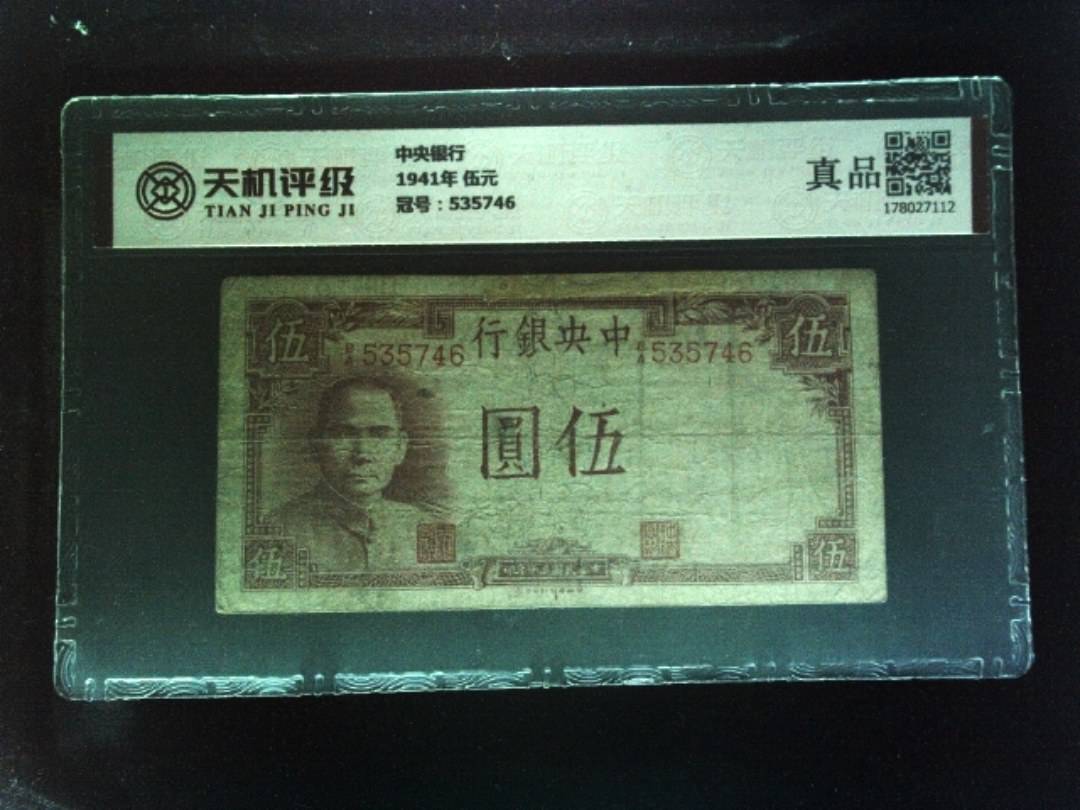 天机评级
TIAN JI PING JI
中央银行
1941年 伍元
冠号：535746
真品
178027112
伍
伍
行銀央中
535746
535746
圓伍
伍
伍